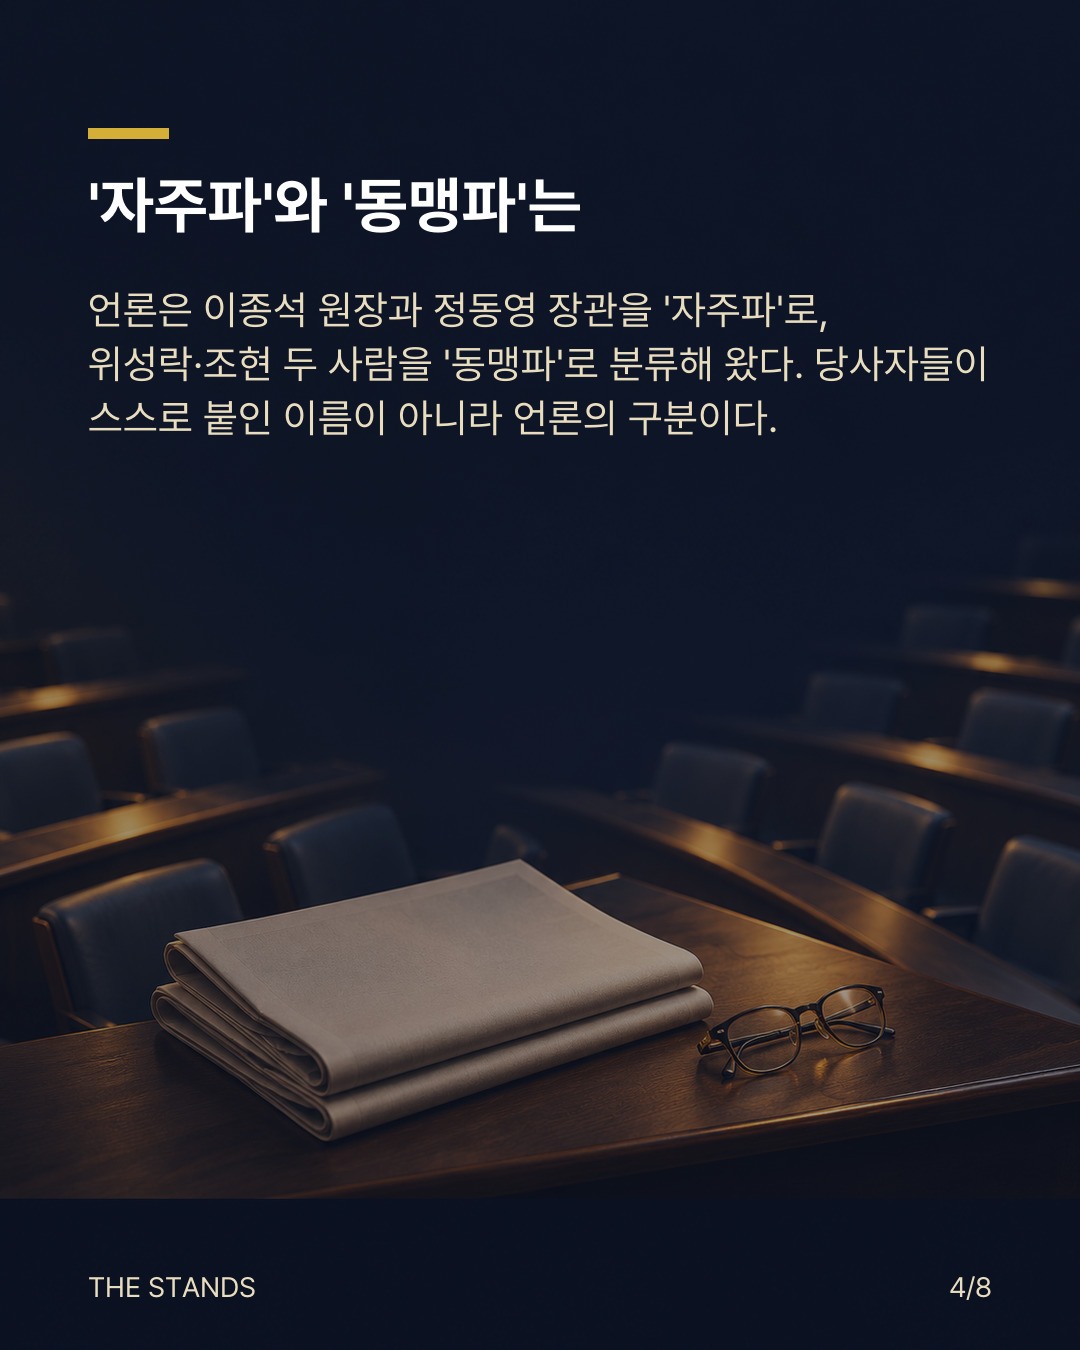 '자주파'와 '동맹파'는
언론은 이종석 원장과 정동영 장관을 '자주파'로,
위성락·조현 두 사람을 '동맹파'로 분류해 왔다. 당사자들이
스스로 붙인 이름이 아니라 언론의 구분이다.
THE STANDS
4/8